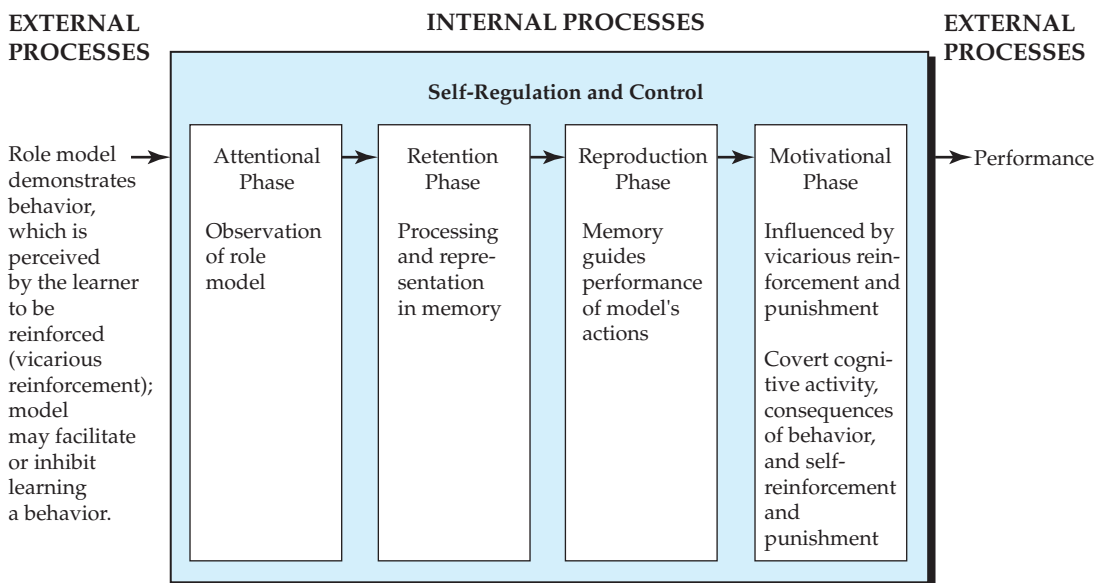 EXTERNAL
PROCESSES
INTERNAL PROCESSES
EXTERNAL
PROCESSES
Self-Regulation and Control
Role model
demonstrates
behavior,
which is
perceived
by the learner
to be
reinforced
(vicarious
reinforcement);
model
may facilitate
or inhibit
learning
a behavior.
Attentional
Phase
Observation
of role
model
Retention
Phase
Processing
and repre-
sentation
in memory
Reproduction
Phase
Memory
guides
performance
of model's
actions
Motivational
Phase
Influenced by
vicarious rein-
forcement and
punishment
Covert cogni-
tive activity,
consequences
of behavior,
and self-
reinforcement
and
punishment
Performance